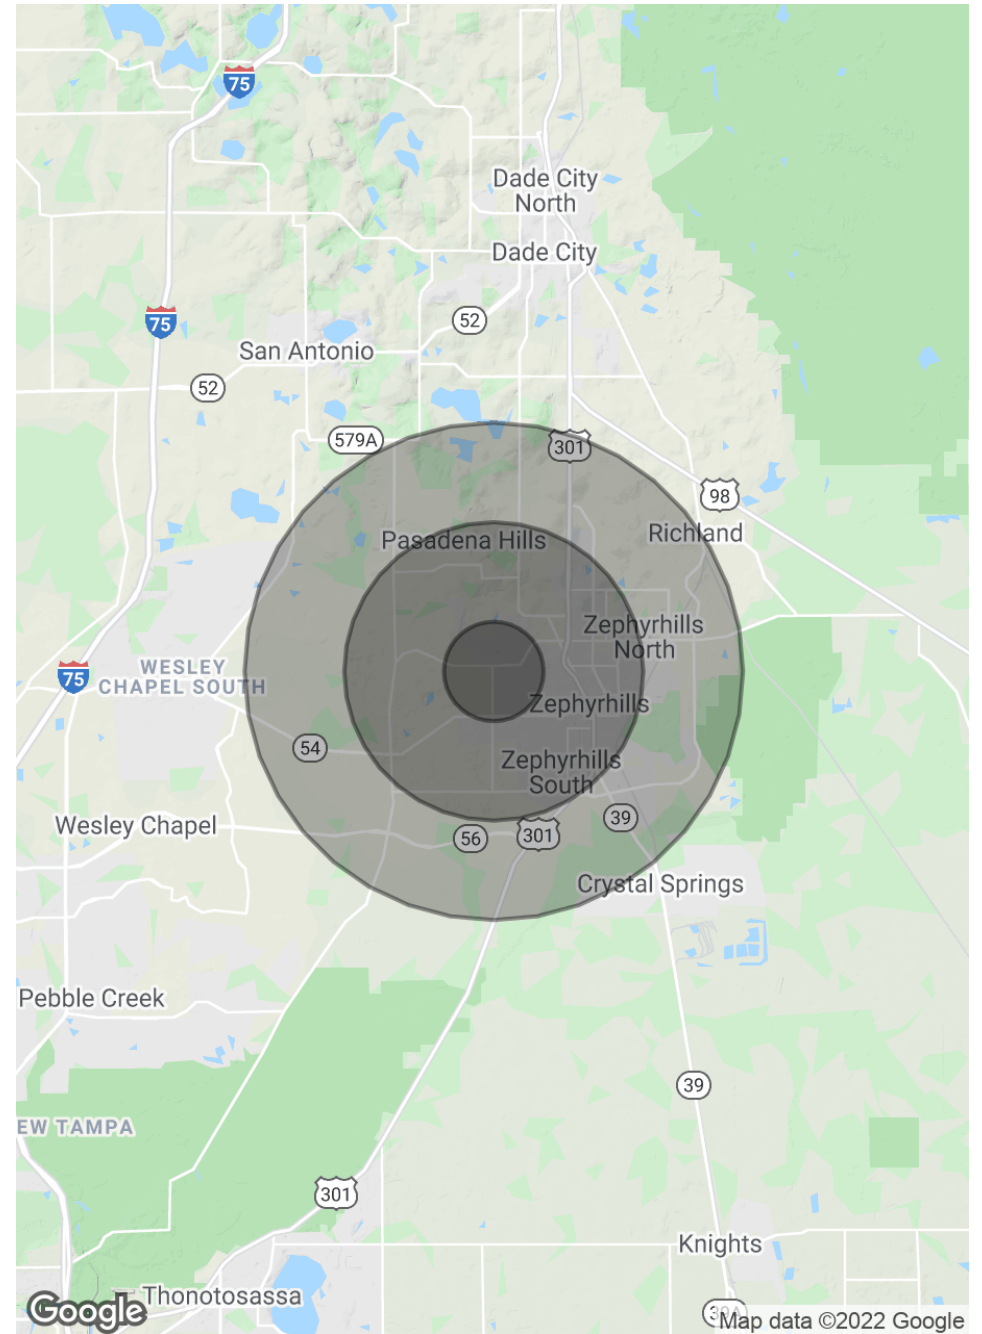 75
Dade City
North
Dade City
75
52
San Antonio
52
579A
301
98
Richland
Pasadena Hills
Zephyrhills
North
WESLEY
CHAPEL SOUTH
75
Zephyrhills
54
Zephyrhills
South
39
Wesley Chapel
56
301
Crystal Springs
Pebble Creek
39
EW TAMPA
301
Knights
Thonotosassa
Google
39A
Map data ©2022 Google